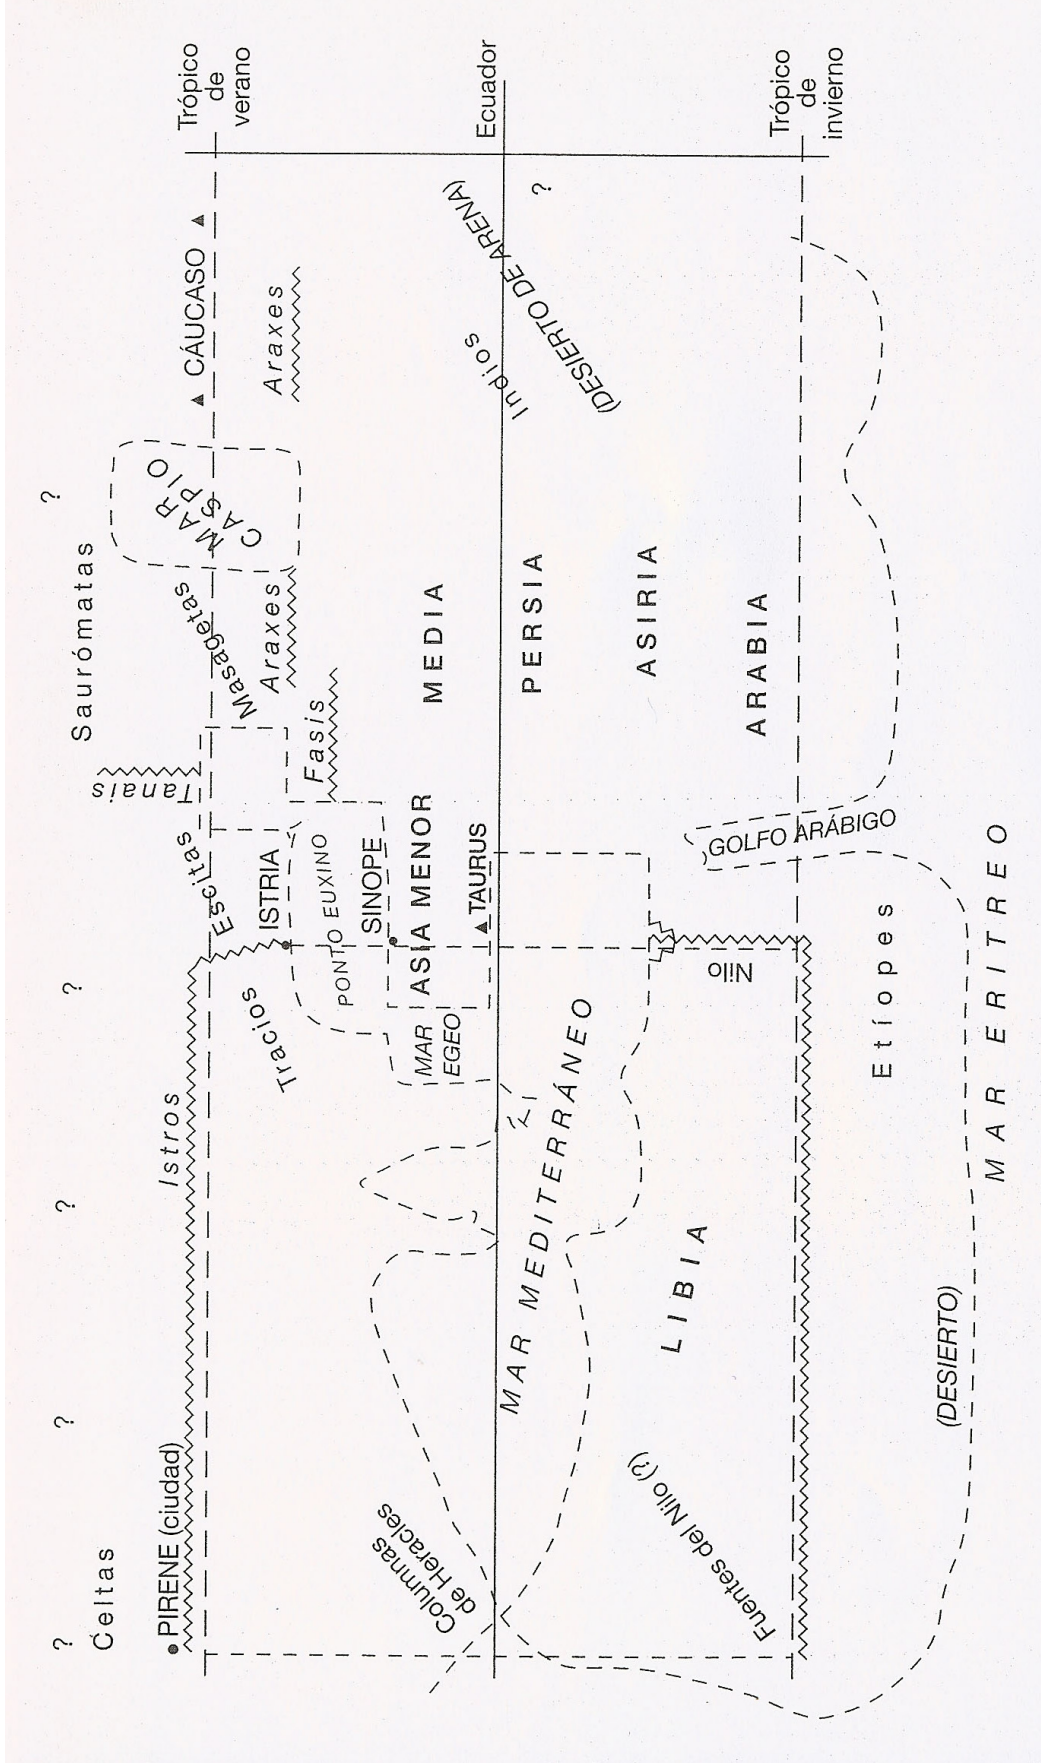 ?
?
?
?
?
Celtas
Saurómatas
PIRENE (ciudad)
Istros
Tanais
Escitas
Masagetas
MAR
CASPIO
CÁUCASO
Trópico
de
verano
Tracios
ISTRIA
Araxes
Araxes
PONTO EUXINO
Fasis
SINOPE
Columnas
de Heracles
MAR
EGEO
ASIA MENOR
MEDIA
TAURUS
Indios
(DESIERTO DE ARENA)
Ecuador
?
MAR MEDITERRÁNEO
PERSIA
ASIRIA
LIBIA
Fuentes del Nilo (?)
Nilo
ARABIA
GOLFO ARÁBIGO
Trópico
de
invierno
Etíopes
(DESIERTO)
MAR ERITREO